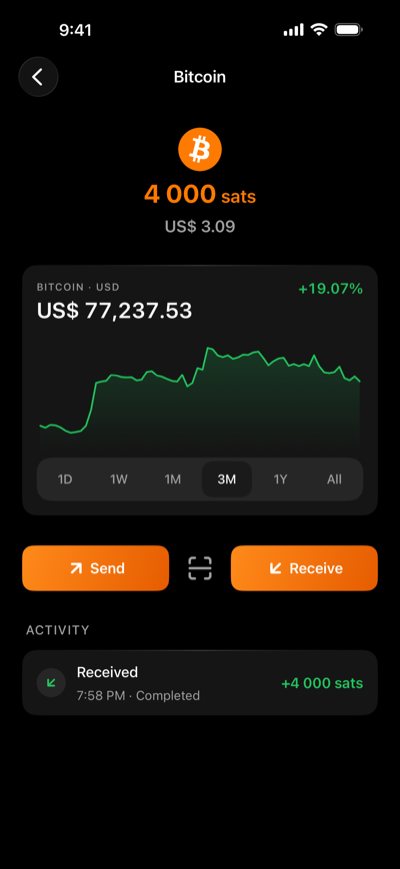 9:41
Bitcoin
4 000 sats
US$ 3.09
BITCOIN · USD
+19.07%
US$ 77,237.53
1D 1W 1M 3M 1Y All
Send
Receive
ACTIVITY
Received
7:58 PM · Completed
+4 000 sats